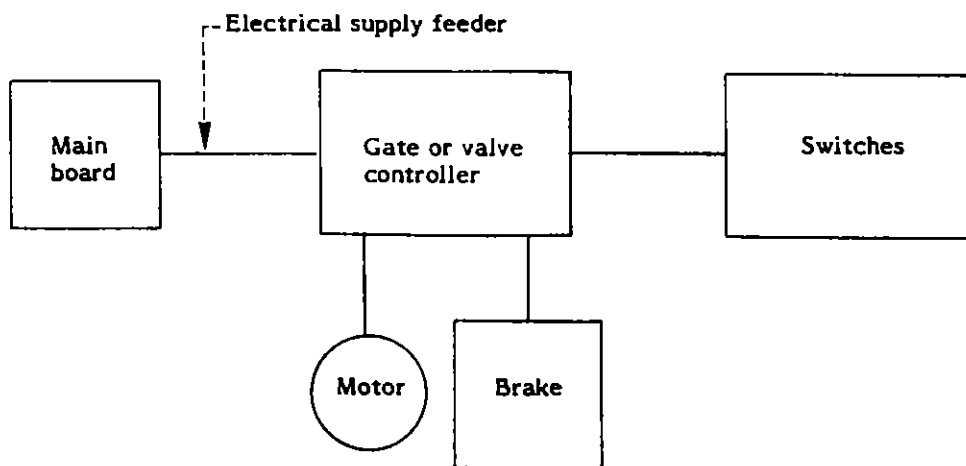 Electrical supply feeder
Main
board
Gate or valve
controller
Switches
Motor
Brake